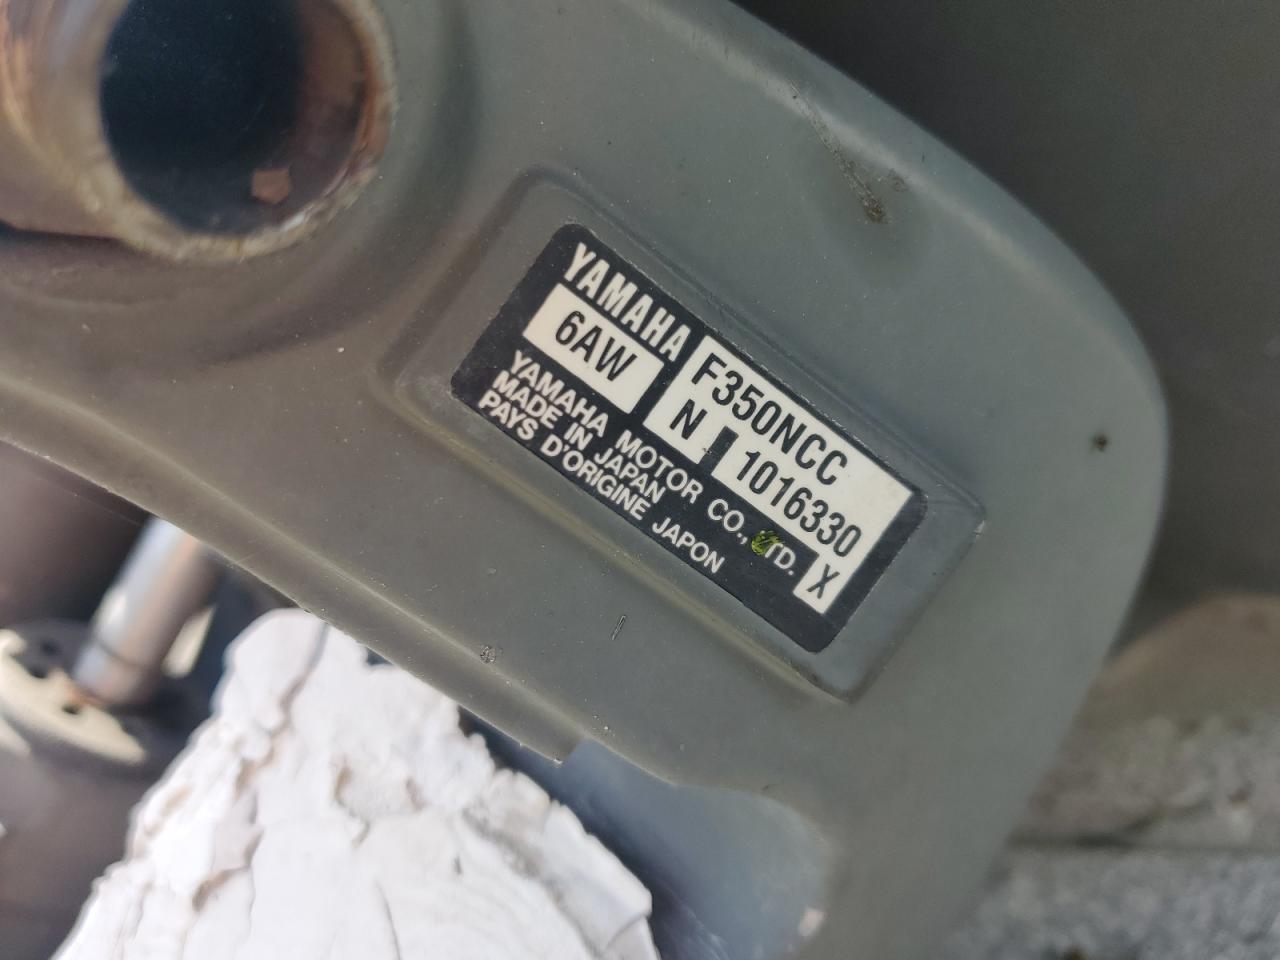 YAMAHA
F350NCC
6AW
N 1016330
YAMAHA MOTOR CO., LTD.
MADE IN JAPAN
PAYS D'ORIGINE JAPON
X